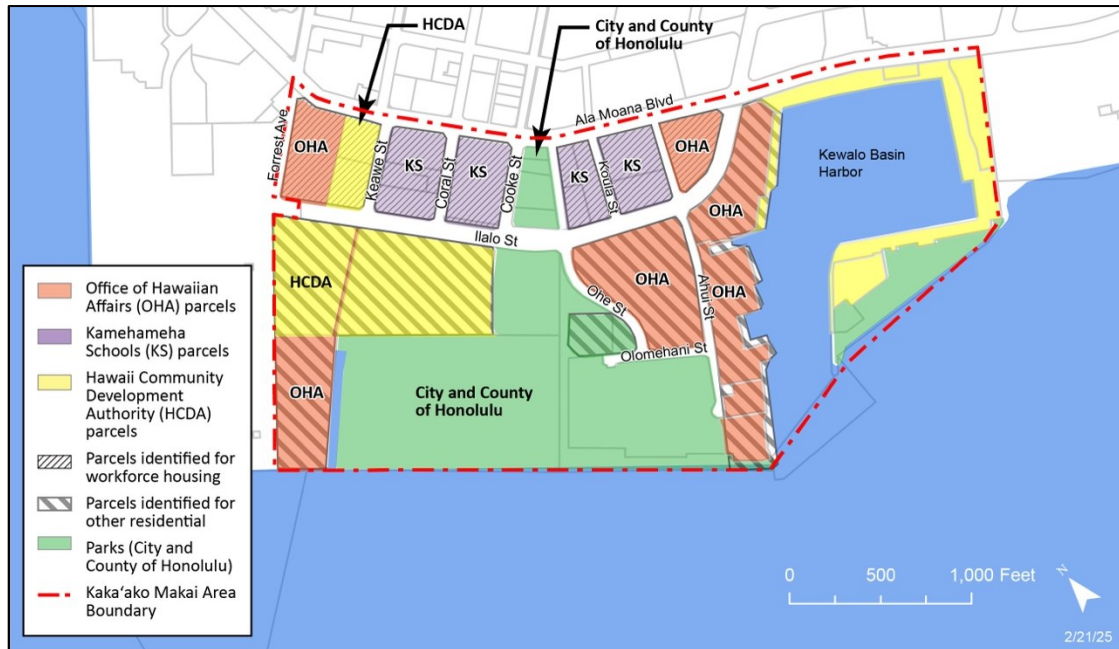 HCDA
City and County
of Honolulu
Ala Moana Blvd
Forrest Ave
OHA
Keawe St
KS
Coral St
KS
Cooke St
KS
Koula St
KS
OHA
Kewalo Basin
Harbor
OHA
Ilalo St
HCDA
OHA
Ohe St
Ahui St
OHA
Olomehani St
OHA
City and County
of Honolulu
Office of Hawaiian
Affairs (OHA) parcels
Kamehameha
Schools (KS) parcels
Hawaii Community
Development
Authority (HCDA)
parcels
Parcels identified for
workforce housing
Parcels identified for
other residential
Parks (City and
County of Honolulu)
Kaka‘ako Makai Area
Boundary
0 500 1,000 Feet
N
2/21/25